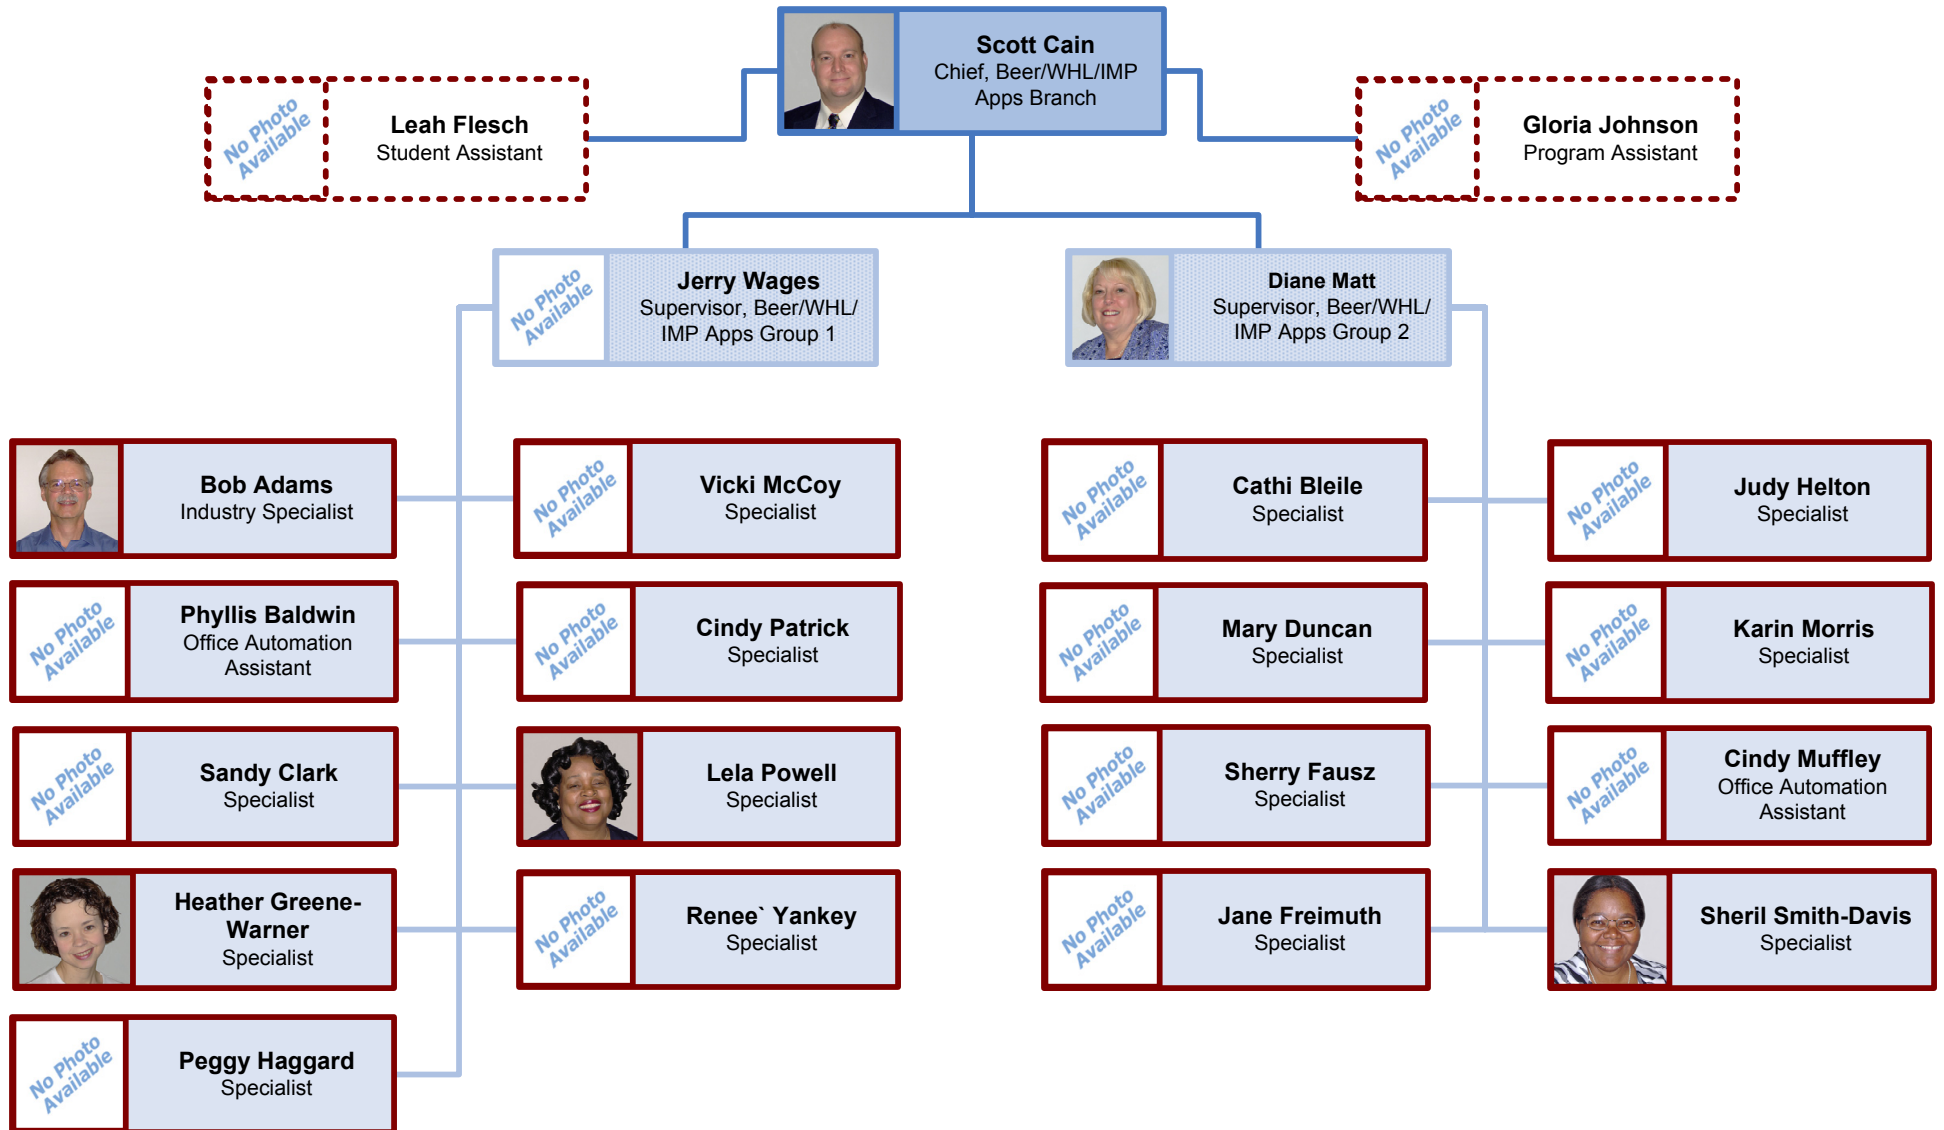 Scott Cain
Chief, Beer/WHL/IMP
Apps Branch
No Photo
Available
Leah Flesch
Student Assistant
No Photo
Available
Gloria Johnson
Program Assistant
No Photo
Available
Jerry Wages
Supervisor, Beer/WHL/
IMP Apps Group 1
Diane Matt
Supervisor, Beer/WHL/
IMP Apps Group 2
Bob Adams
Industry Specialist
No Photo
Available
Vicki McCoy
Specialist
No Photo
Available
Cathi Bleile
Specialist
No Photo
Available
Judy Helton
Specialist
No Photo
Available
Phyllis Baldwin
Office Automation
Assistant
No Photo
Available
Cindy Patrick
Specialist
No Photo
Available
Mary Duncan
Specialist
No Photo
Available
Karin Morris
Specialist
No Photo
Available
Sandy Clark
Specialist
Lela Powell
Specialist
No Photo
Available
Sherry Fausz
Specialist
No Photo
Available
Cindy Muffley
Office Automation
Assistant
Heather Greene-
Warner
Specialist
No Photo
Available
Renee` Yankey
Specialist
No Photo
Available
Jane Freimuth
Specialist
Sheril Smith-Davis
Specialist
No Photo
Available
Peggy Haggard
Specialist